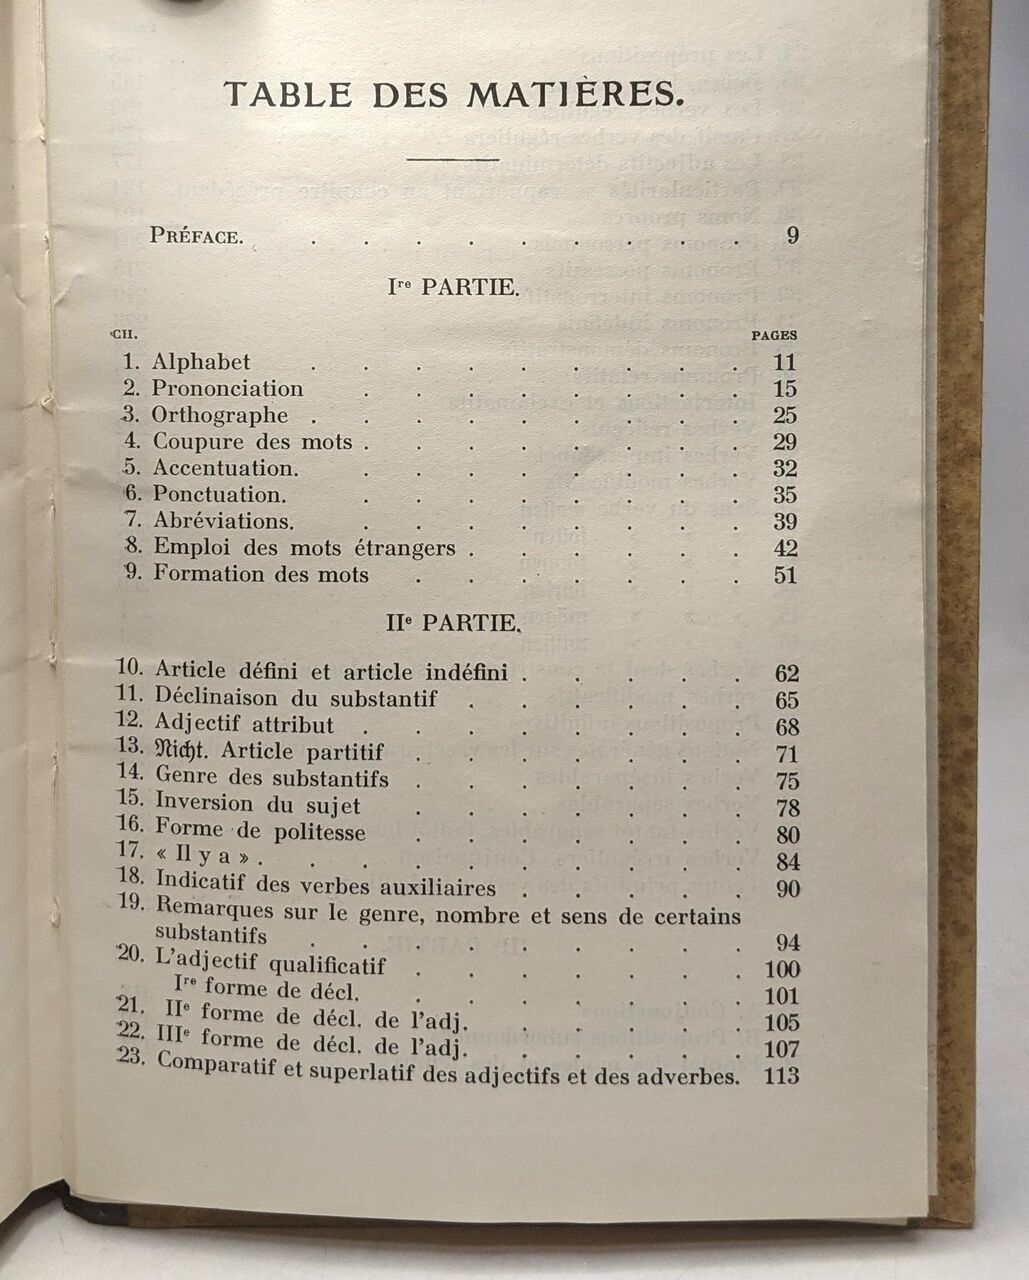 TABLE DES MATIÈRES.
PRÉFACE. . . . . . . . . . 9
Iʳᵉ PARTIE.
CH. PAGES
1. Alphabet . . . . . . . . . 11
2. Prononciation . . . . . . . . 15
3. Orthographe . . . . . . . . . 25
4. Coupure des mots . . . . . . . . 29
5. Accentuation. . . . . . . . . 32
6. Ponctuation. . . . . . . . . 35
7. Abréviations. . . . . . . . . 39
8. Emploi des mots étrangers . . . . . . 42
9. Formation des mots . . . . . . . 51
IIᵉ PARTIE.
10. Article défini et article indéfini . . . . . 62
11. Déclinaison du substantif . . . . . . 65
12. Adjectif attribut . . . . . . . . 68
13. Nicht. Article partitif . . . . . . . 71
14. Genre des substantifs . . . . . . . 75
15. Inversion du sujet . . . . . . . 78
16. Forme de politesse . . . . . . . 80
17. « Il y a » . . . . . . . . . . 84
18. Indicatif des verbes auxiliaires . . . . . 90
19. Remarques sur le genre, nombre et sens de certains
substantifs . . . . . . . . . 94
20. L'adjectif qualificatif . . . . . . . 100
Iʳᵉ forme de décl. . . . . . . . 101
21. IIᵉ forme de décl. de l'adj. . . . . . 105
22. IIIᵉ forme de décl. de l'adj. . . . . . 107
23. Comparatif et superlatif des adjectifs et des adverbes. 113